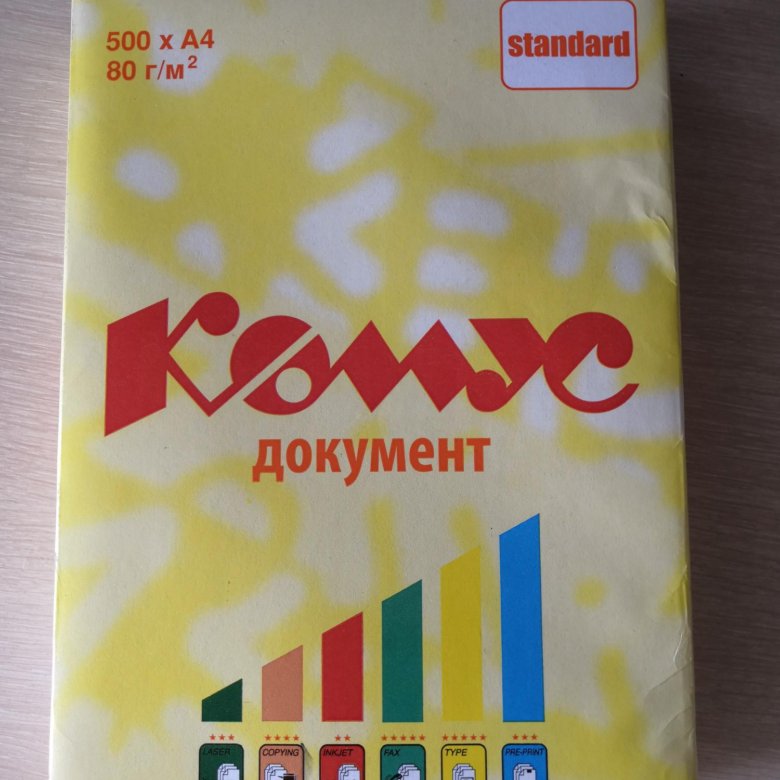 500 x A4
80 г/м²
standard
Комус
документ
LASER COPYING INKJET FAX TYPE PRE-PRINT